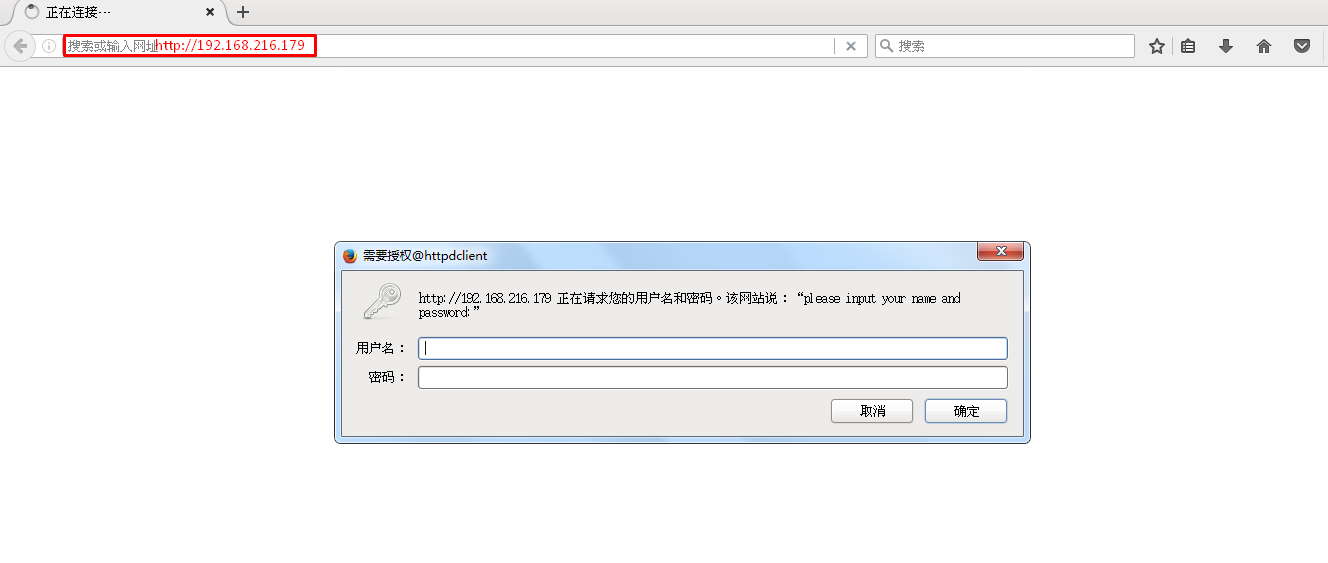 正在连接…
搜索或输入网址http://192.168.216.179
搜索
需要授权@httpdclient
http://192.168.216.179 正在请求您的用户名和密码。该网站说：“please input your name and
password:”
用户名：
密码：
取消 确定